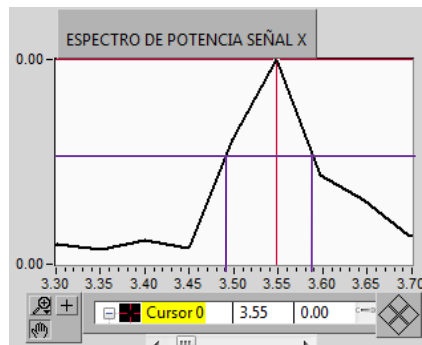 ESPECTRO DE POTENCIA SEÑAL X
0.00
0.00
3.30 3.35 3.40 3.45 3.50 3.55 3.60 3.65 3.70
Cursor 0 3.55 0.00